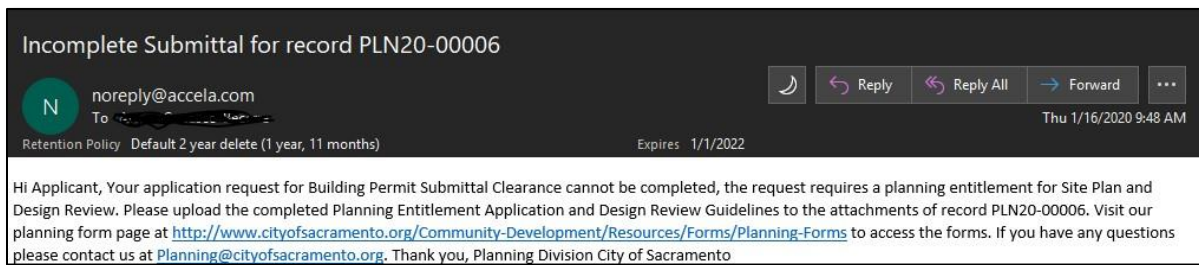 Incomplete Submittal for record PLN20-00006
N
noreply@accela.com
Reply
Reply All
Forward
To
Thu 1/16/2020 9:48 AM
Retention Policy Default 2 year delete (1 year, 11 months)
Expires 1/1/2022
Hi Applicant, Your application request for Building Permit Submittal Clearance cannot be completed, the request requires a planning entitlement for Site Plan and
Design Review. Please upload the completed Planning Entitlement Application and Design Review Guidelines to the attachments of record PLN20-00006. Visit our
planning form page at http://www.cityofsacramento.org/Community-Development/Resources/Forms/Planning-Forms to access the forms. If you have any questions
please contact us at Planning@cityofsacramento.org. Thank you, Planning Division City of Sacramento